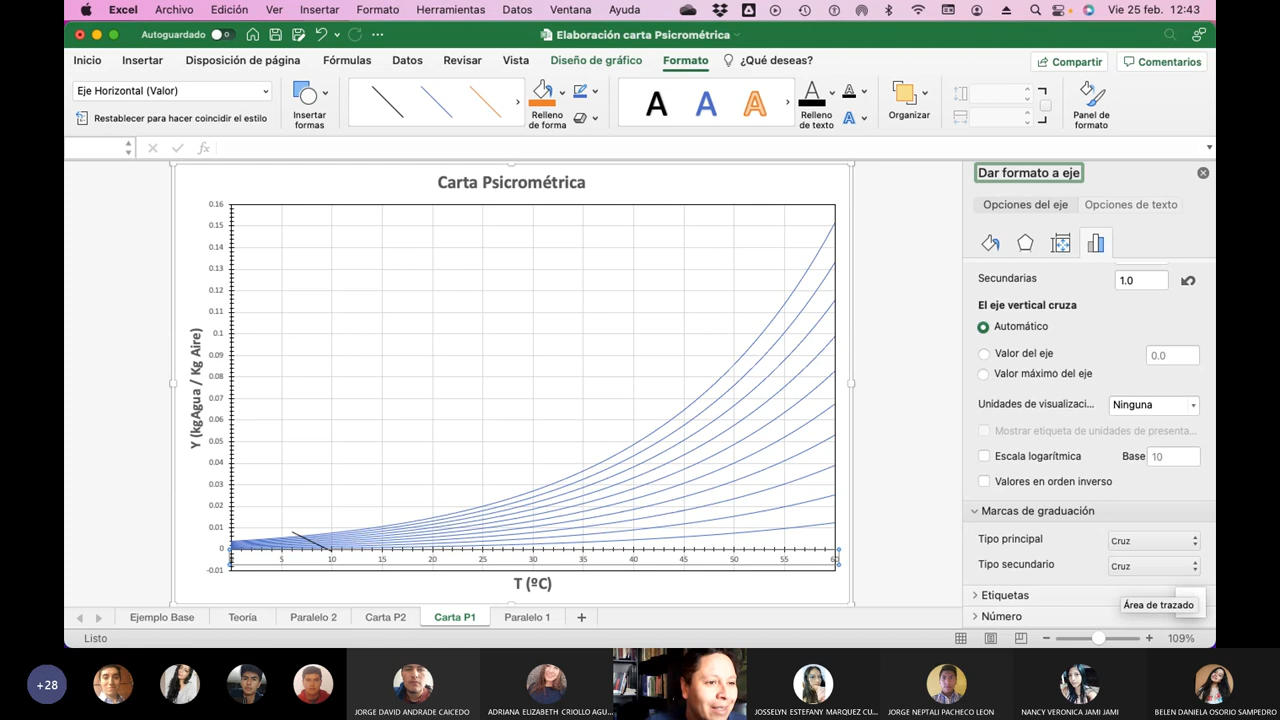 Excel Archivo Edición Ver Insertar Formato Herramientas Datos Ventana Ayuda Vie 25 feb. 12:43
Autoguardado Elaboración carta Psicrométrica
Inicio Insertar Disposición de página Fórmulas Datos Revisar Vista Diseño de gráfico Formato ¿Qué deseas? Compartir Comentarios
Eje Horizontal (Valor)
Restablecer para hacer coincidir el estilo
Insertar formas
A A A
Relleno de forma
Relleno de texto
Organizar
Panel de formato
fx
Carta Psicrométrica
Y (kgAgua / Kg Aire)
0.16
0.15
0.14
0.13
0.12
0.11
0.1
0.09
0.08
0.07
0.06
0.05
0.04
0.03
0.02
0.01
0
-0.01
5 10 15 20 25 30 35 40 45 50 55 60
T (ºC)
Dar formato a eje
Opciones del eje Opciones de texto
Secundarias 1.0
El eje vertical cruza
Automático
Valor del eje 0.0
Valor máximo del eje
Unidades de visualizaci... Ninguna
Mostrar etiqueta de unidades de presenta...
Escala logarítmica Base 10
Valores en orden inverso
Marcas de graduación
Tipo principal Cruz
Tipo secundario Cruz
Etiquetas
Área de trazado
Número
Ejemplo Base Teoría Paralelo 2 Carta P2 Carta P1 Paralelo 1 +
Listo 109%
+28
JORGE DAVID ANDRADE CAICEDO
ADRIANA ELIZABETH CRIOLLO AGU...
JOSSELYN ESTEFANY MARQUEZ CU...
JORGE NEPTALI PACHECO LEON
NANCY VERONICA JAMI JAMI
BELEN DANIELA OSORIO SAMPEDRO